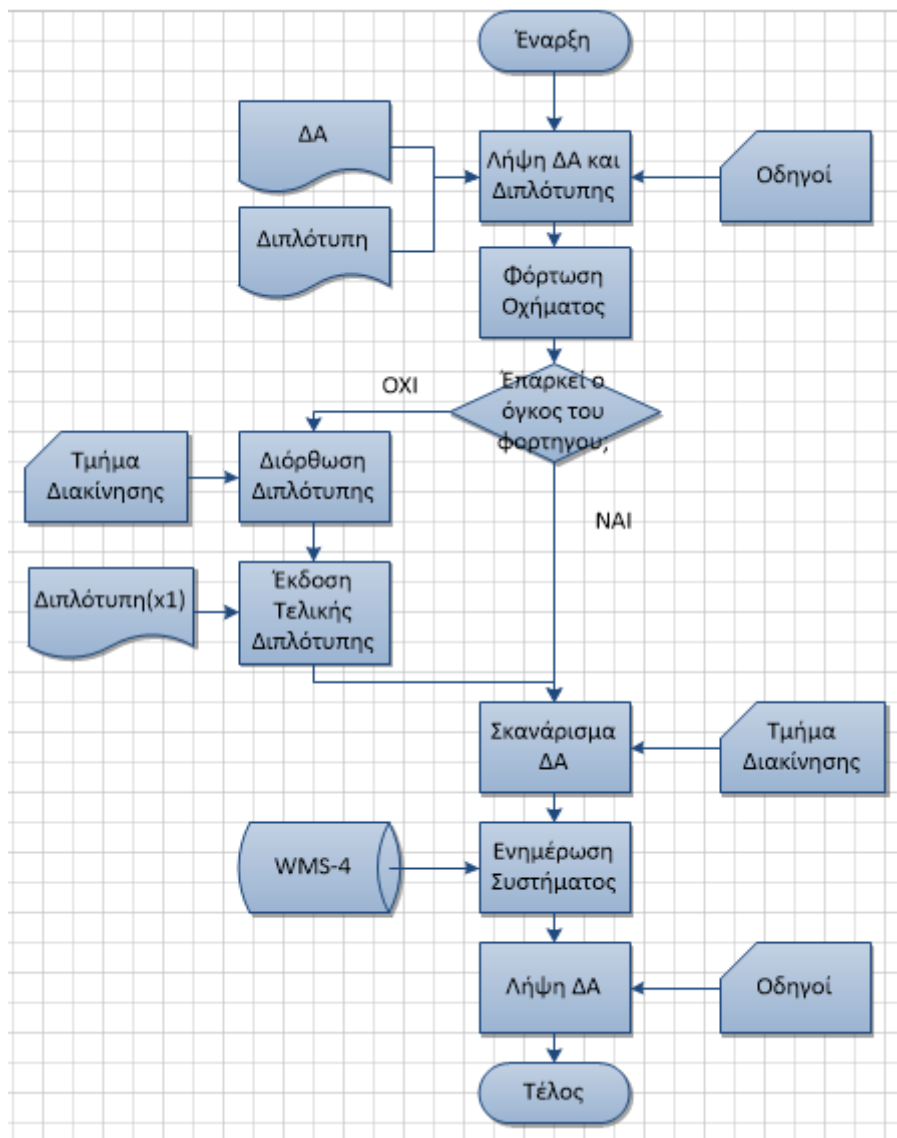 Έναρξη
ΔΑ
Λήψη ΔΑ και
Διπλότυπης
Οδηγοί
Διπλότυπη
Φόρτωση
Οχήματος
ΟΧΙ
Έπαρκεί ο
όγκος του
φορτηγου;
Τμήμα
Διακίνησης
Διόρθωση
Διπλότυπης
ΝΑΙ
Διπλότυπη(x1)
Έκδοση
Τελικής
Διπλότυπης
Σκανάρισμα
ΔΑ
Τμήμα
Διακίνησης
WMS-4
Ενημέρωση
Συστήματος
Λήψη ΔΑ
Οδηγοί
Τέλος